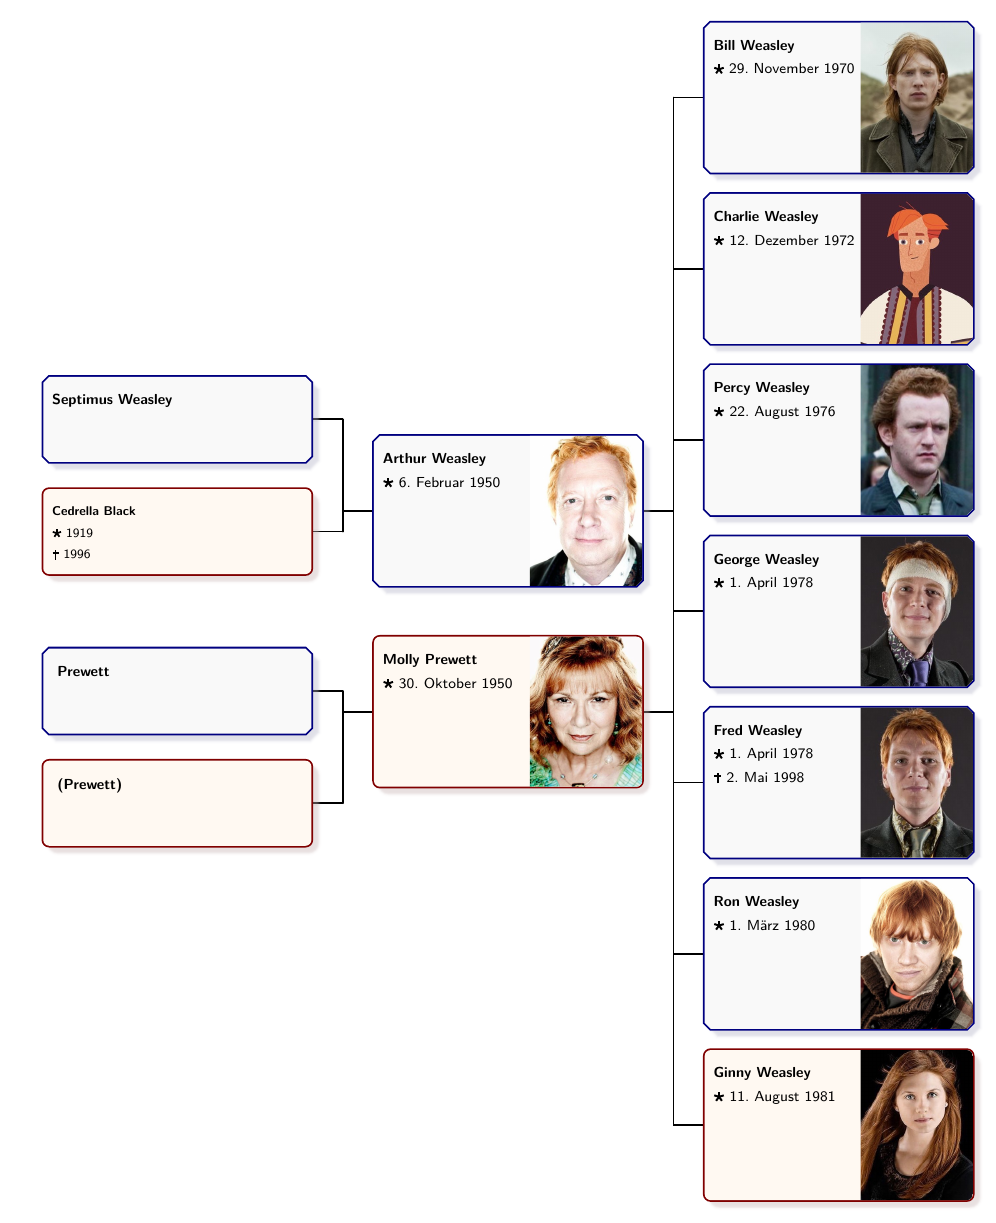 Septimus Weasley
Cedrella Black
★ 1919
† 1996
Prewett
(Prewett)
Arthur Weasley
★ 6. Februar 1950
Molly Prewett
★ 30. Oktober 1950
Bill Weasley
★ 29. November 1970
Charlie Weasley
★ 12. Dezember 1972
Percy Weasley
★ 22. August 1976
George Weasley
★ 1. April 1978
Fred Weasley
★ 1. April 1978
† 2. Mai 1998
Ron Weasley
★ 1. März 1980
Ginny Weasley
★ 11. August 1981